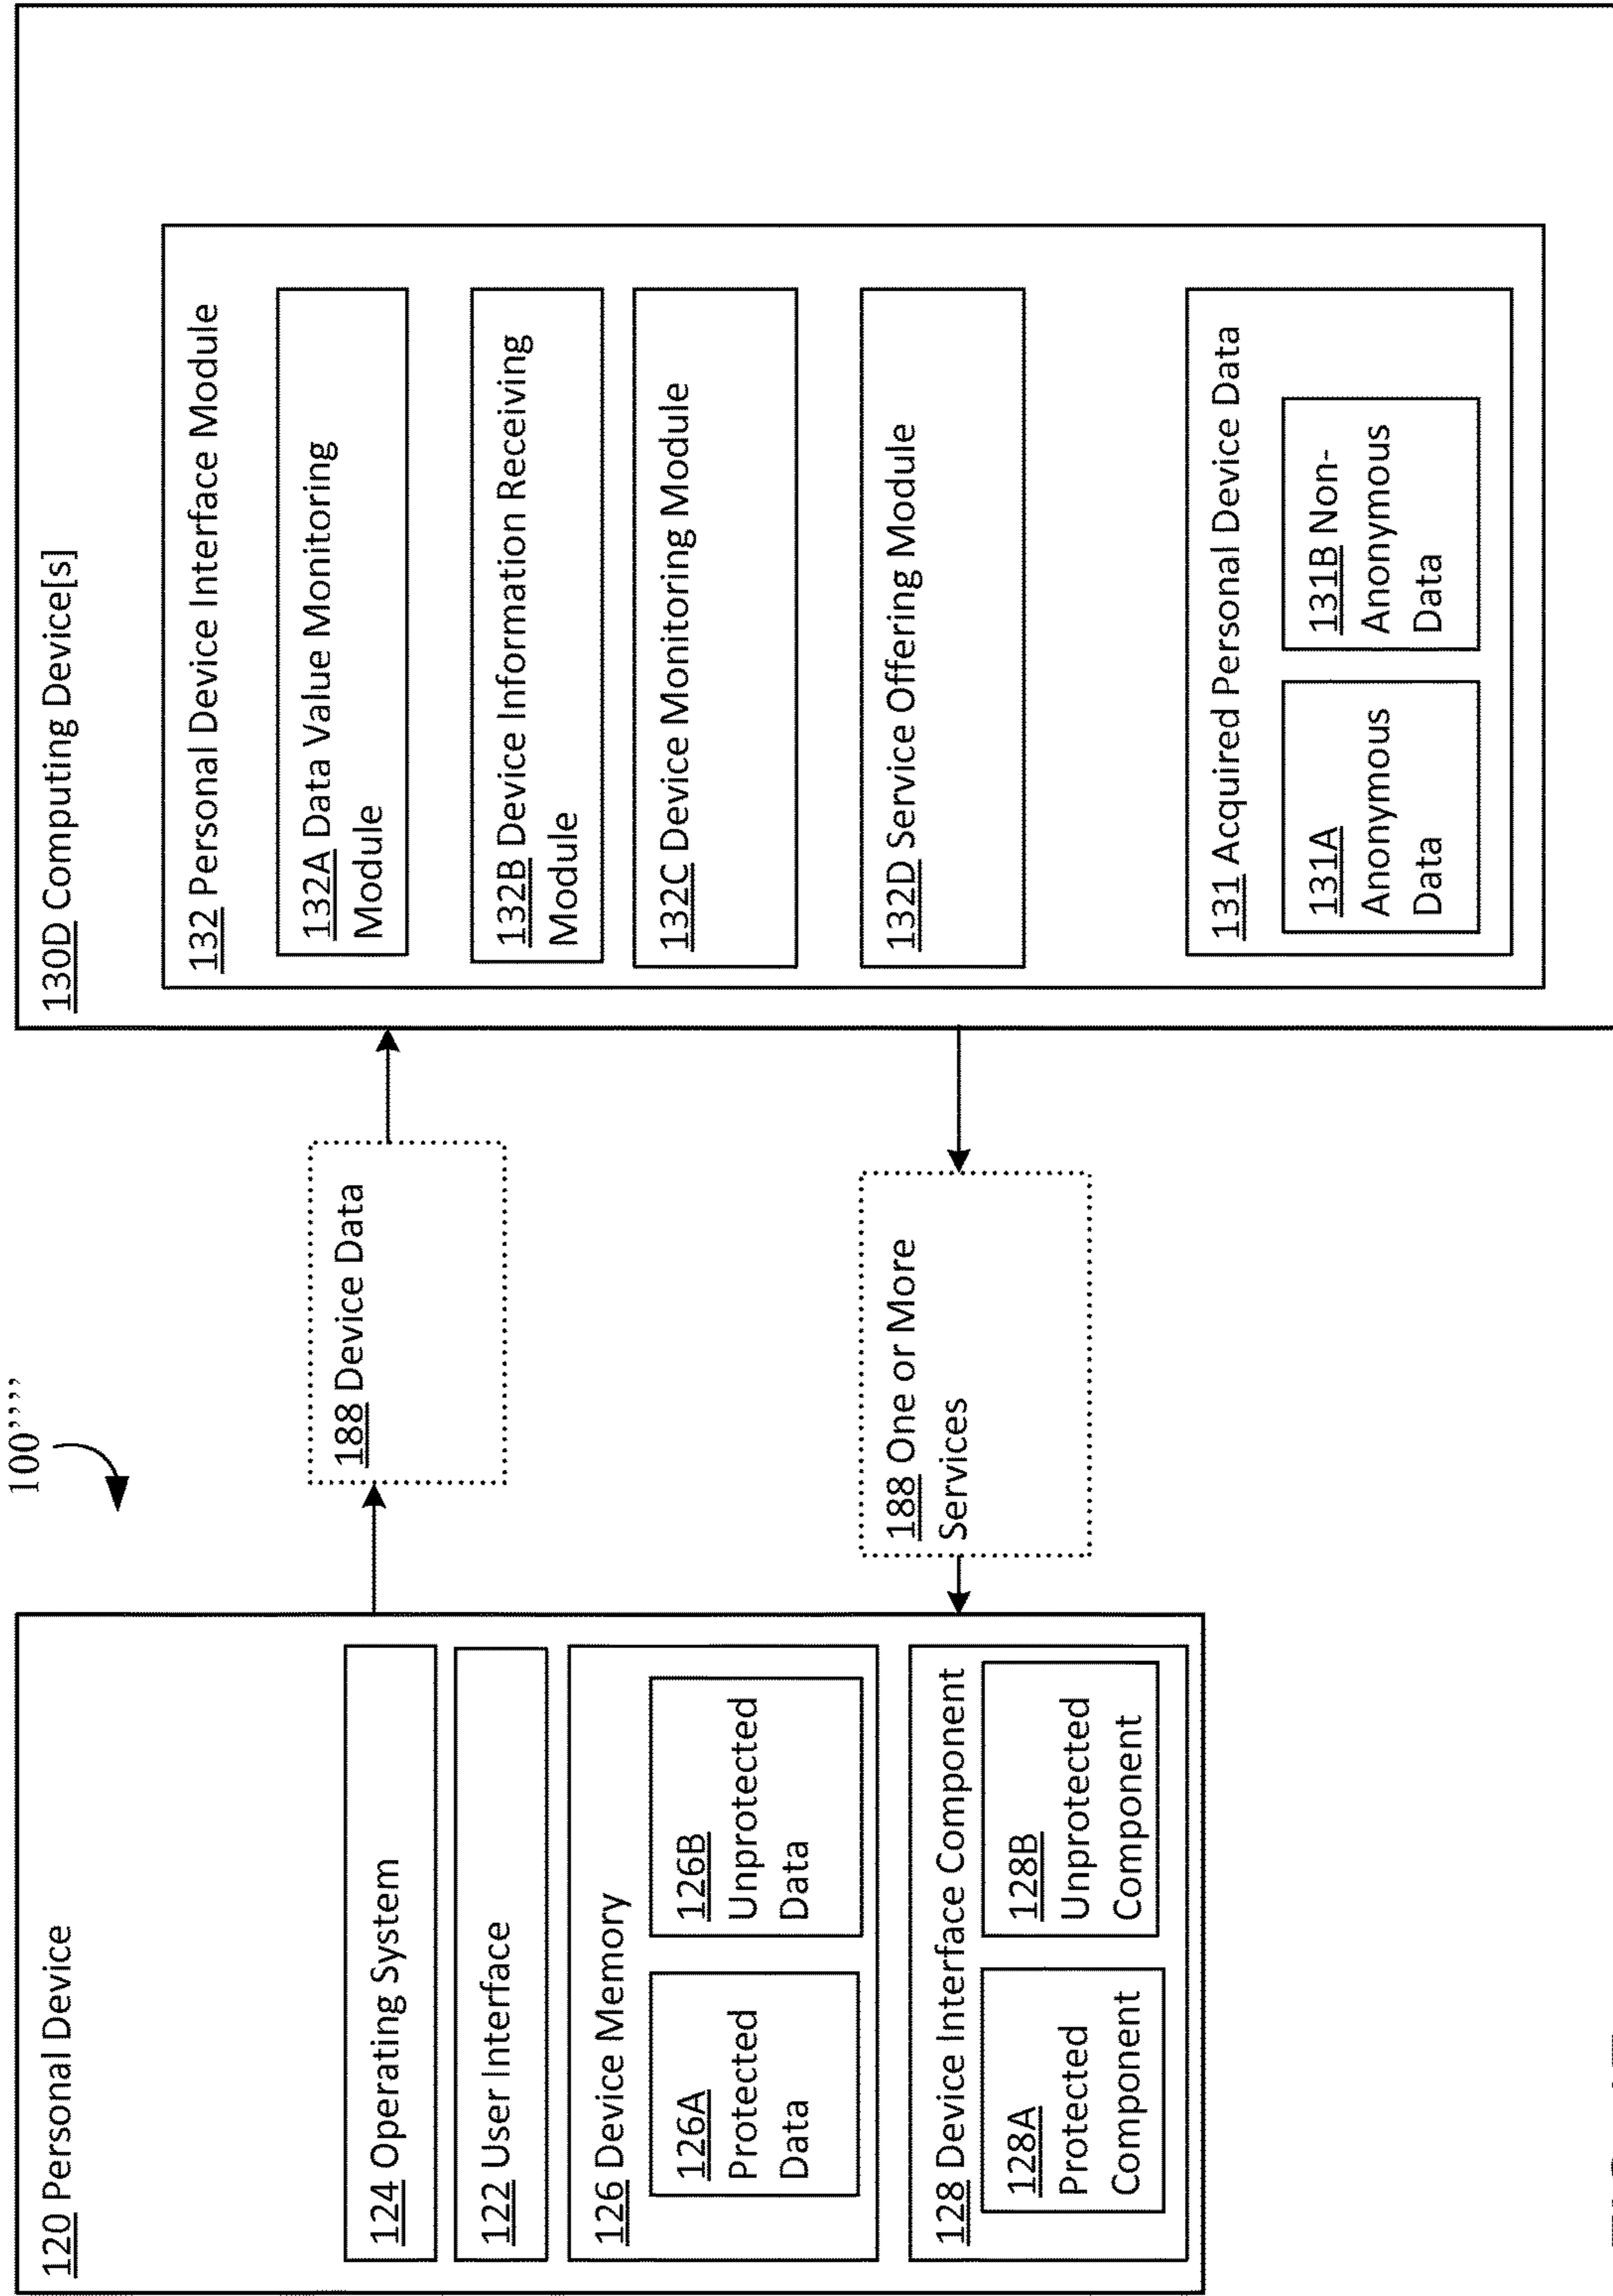 100’’’’
120 Personal Device
124 Operating System
122 User Interface
126 Device Memory
126A
Protected
Data
126B
Unprotected
Data
128 Device Interface Component
128A
Protected
Component
128B
Unprotected
Component
188 Device Data
188 One or More
Services
130D Computing Device[s]
132 Personal Device Interface Module
132A Data Value Monitoring
Module
132B Device Information Receiving
Module
132C Device Monitoring Module
132D Service Offering Module
131 Acquired Personal Device Data
131A
Anonymous
Data
131B Non-
Anonymous
Data